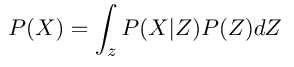 P(X) = ∫_z P(X|Z)P(Z)dZ